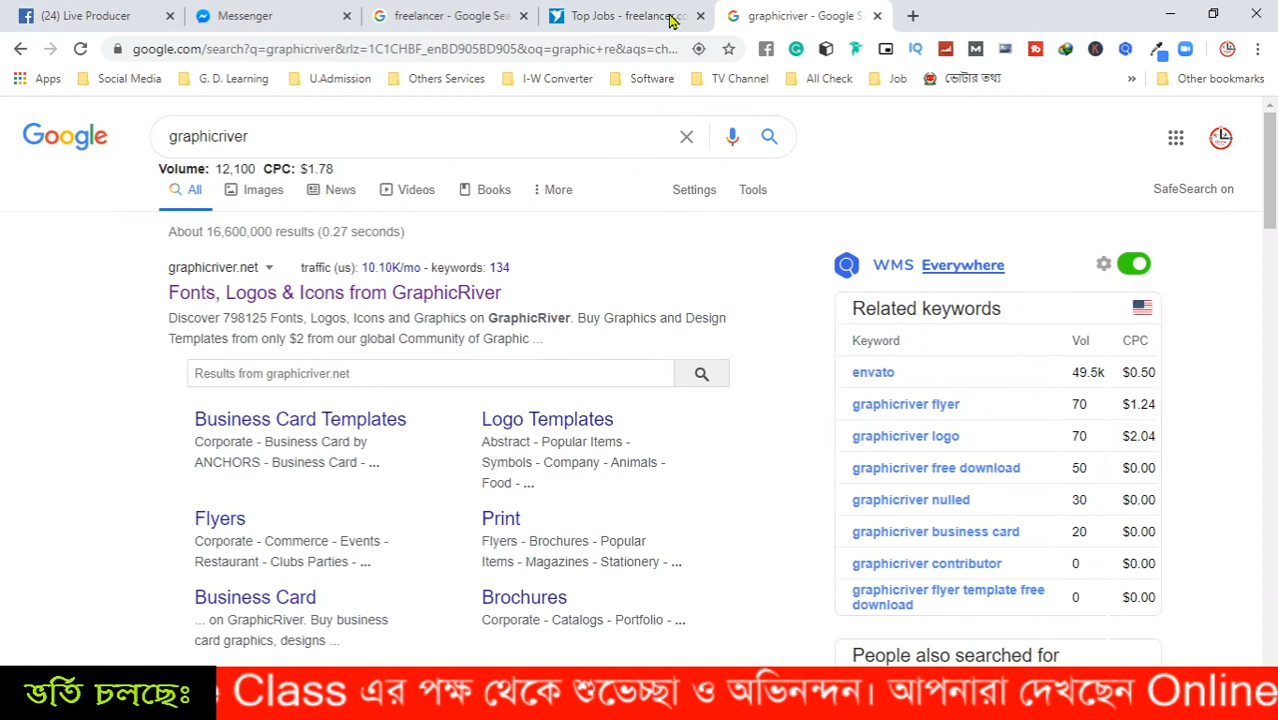 (24) Live Producer
Messenger
freelancer - Google Sea
Top Jobs - freelancer.co
graphicriver - Google S
google.com/search?q=graphicriver&rlz=1C1CHBF_enBD905BD905&oq=graphic+re&aqs=ch...
Apps
Social Media
G. D. Learning
U.Admission
Others Services
I-W Converter
Software
TV Channel
All Check
Job
ভোটার তথ্য
»
Other bookmarks
Google
graphicriver
Volume: 12,100 CPC: $1.78
All
Images
News
Videos
Books
More
Settings
Tools
SafeSearch on
About 16,600,000 results (0.27 seconds)
graphicriver.net
traffic (us): 10.10K/mo - keywords: 134
Fonts, Logos & Icons from GraphicRiver
Discover 798125 Fonts, Logos, Icons and Graphics on GraphicRiver. Buy Graphics and Design
Templates from only $2 from our global Community of Graphic ...
Results from graphicriver.net
Business Card Templates
Corporate - Business Card by
ANCHORS - Business Card - ...
Logo Templates
Abstract - Popular Items -
Symbols - Company - Animals -
Food - ...
Flyers
Corporate - Commerce - Events -
Restaurant - Clubs Parties - ...
Print
Flyers - Brochures - Popular
Items - Magazines - Stationery - ...
Business Card
... on GraphicRiver. Buy business
card graphics, designs ...
Brochures
Corporate - Catalogs - Portfolio - ...
WMS Everywhere
Related keywords
Keyword Vol CPC
envato 49.5k $0.50
graphicriver flyer 70 $1.24
graphicriver logo 70 $2.04
graphicriver free download 50 $0.00
graphicriver nulled 30 $0.00
graphicriver business card 20 $0.00
graphicriver contributor 0 $0.00
graphicriver flyer template free
download 0 $0.00
People also searched for
ভর্তি চলছেঃ
e Class এর পক্ষ থেকে শুভেচ্ছা ও অভিনন্দন। আপনারা দেখছেন Online